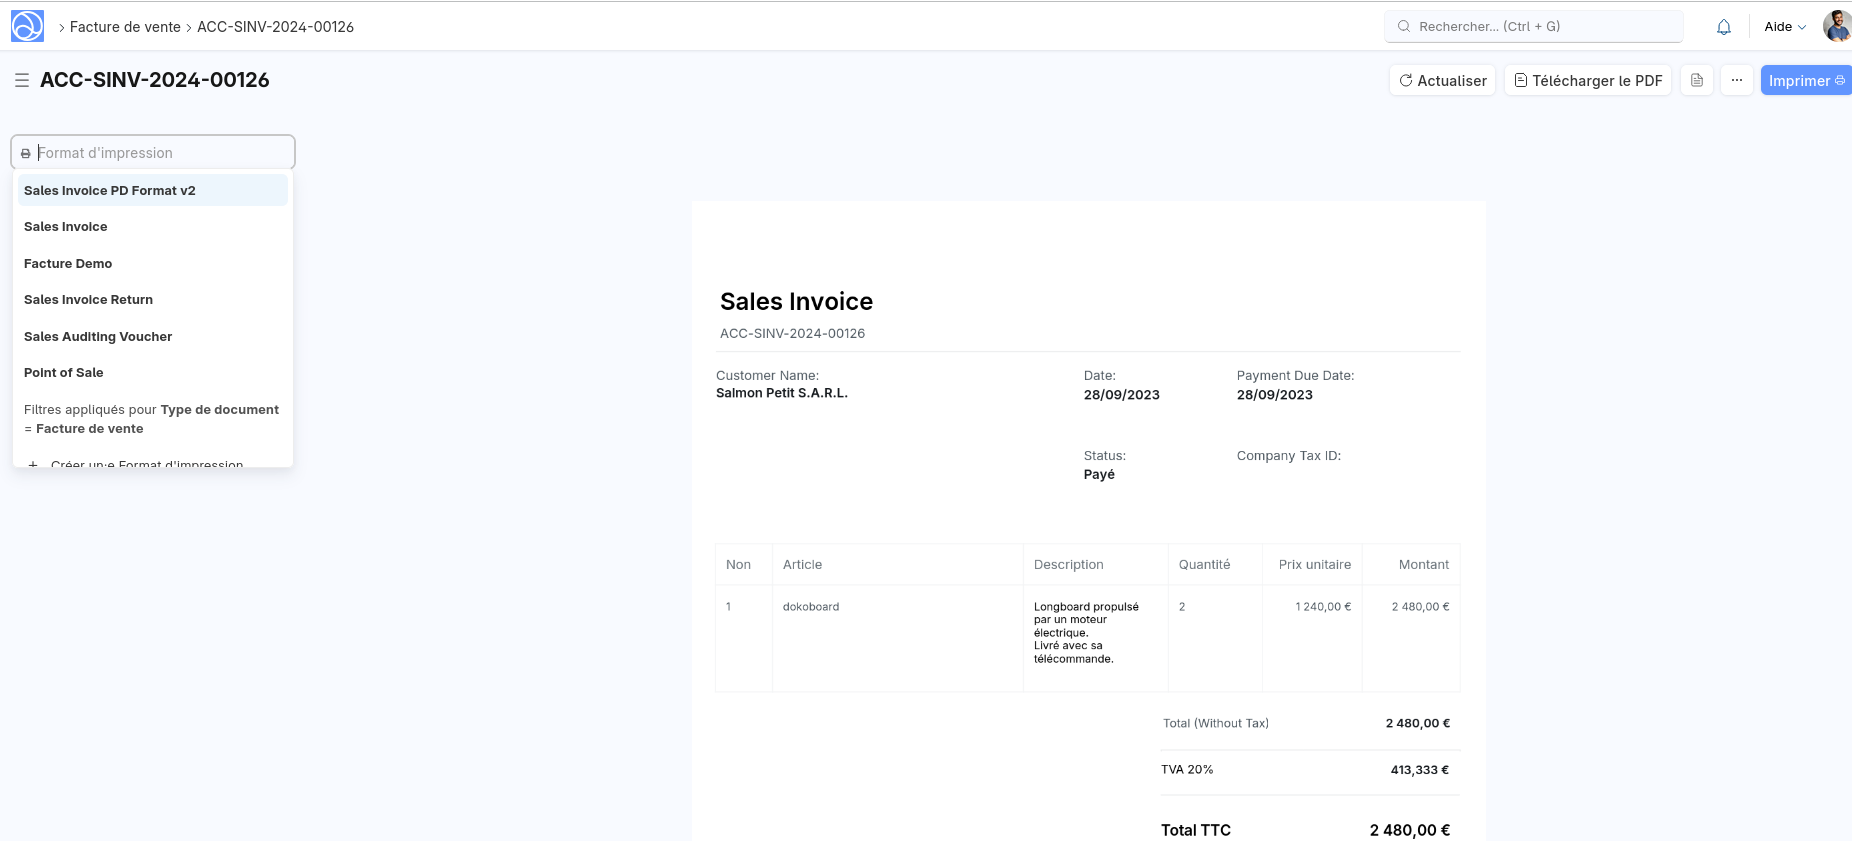 Facture de vente > ACC-SINV-2024-00126
Rechercher... (Ctrl + G)
Aide
ACC-SINV-2024-00126
Actualiser
Télécharger le PDF
...
Imprimer
Format d'impression
Sales Invoice PD Format v2
Sales Invoice
Facture Demo
Sales Invoice Return
Sales Auditing Voucher
Point of Sale
Filtres appliqués pour Type de document
= Facture de vente
+ Créer un·e Format d'impression
Sales Invoice
ACC-SINV-2024-00126
Customer Name:
Salmon Petit S.A.R.L.
Date:
28/09/2023
Payment Due Date:
28/09/2023
Status:
Payé
Company Tax ID:
Non Article Description Quantité Prix unitaire Montant
1 dokoboard Longboard propulsé 2 1 240,00 € 2 480,00 €
par un moteur
électrique.
Livré avec sa
télécommande.
Total (Without Tax) 2 480,00 €
TVA 20% 413,333 €
Total TTC 2 480,00 €